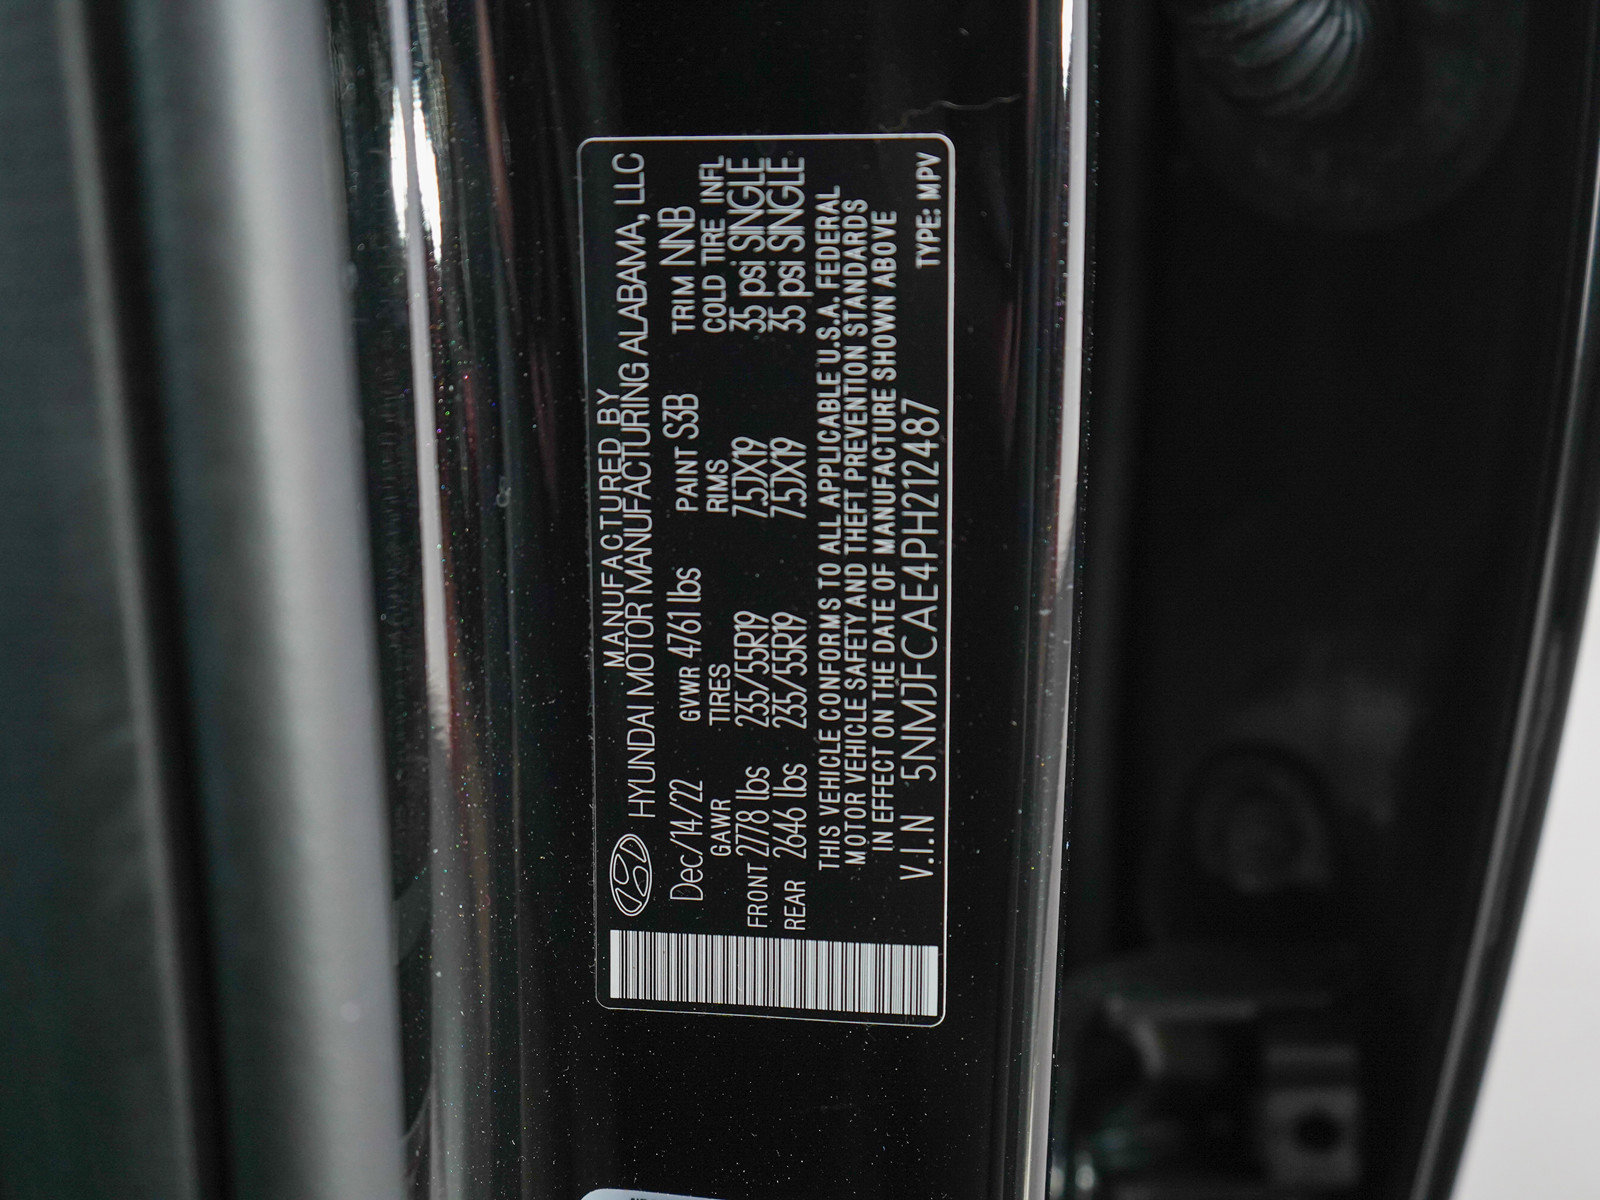 MANUFACTURED BY
HYUNDAI MOTOR MANUFACTURING ALABAMA, LLC
Dec/14/22 GVWR 4761 lbs PAINT S3B TRIM NNB
GAWR TIRES RIMS COLD TIRE INFL
FRONT 2778 lbs 235/55R19 7.5JX19 35 psi SINGLE
REAR 2646 lbs 235/55R19 7.5JX19 35 psi SINGLE
THIS VEHICLE CONFORMS TO ALL APPLICABLE U.S.A. FEDERAL
MOTOR VEHICLE SAFETY AND THEFT PREVENTION STANDARDS
IN EFFECT ON THE DATE OF MANUFACTURE SHOWN ABOVE
V.I.N 5NMJFCAE4PH212487 TYPE: MPV